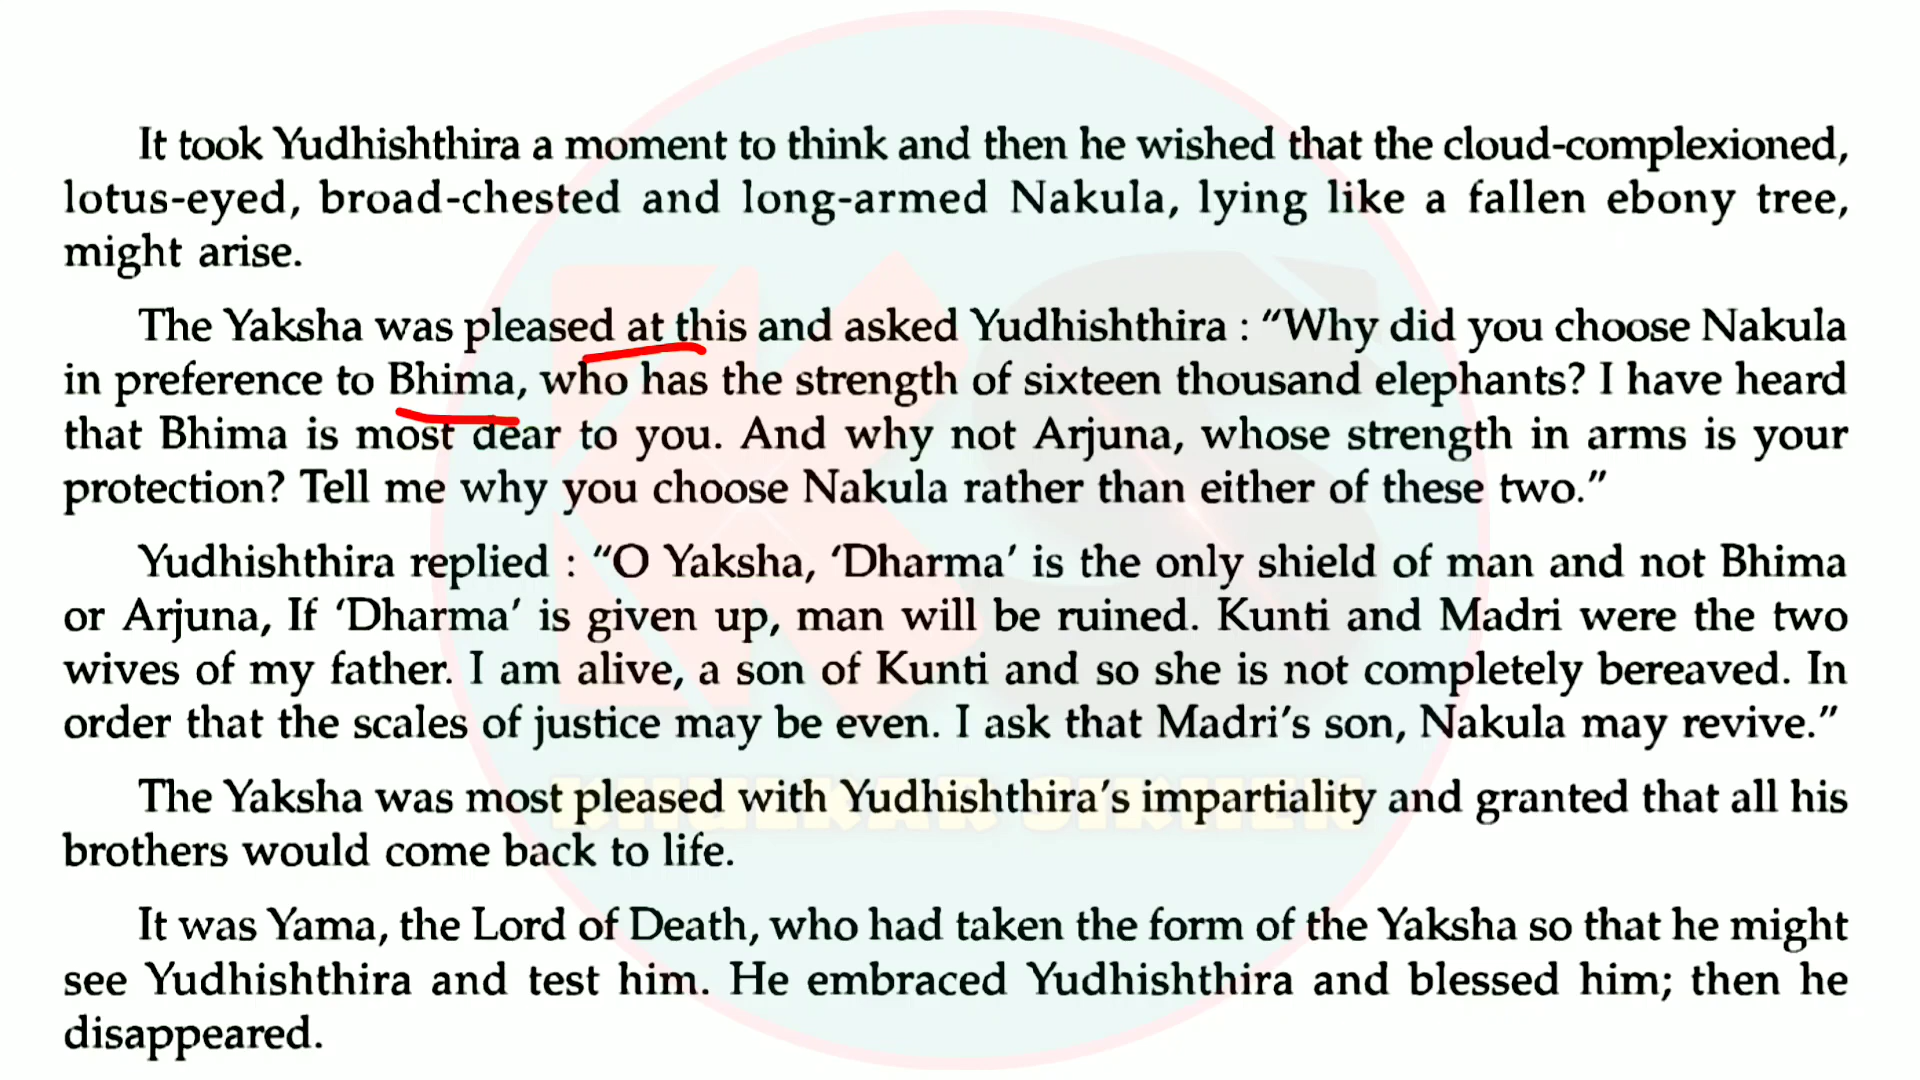 It took Yudhishthira a moment to think and then he wished that the cloud-complexioned,
lotus-eyed, broad-chested and long-armed Nakula, lying like a fallen ebony tree,
might arise.
The Yaksha was pleased at this and asked Yudhishthira : “Why did you choose Nakula
in preference to Bhima, who has the strength of sixteen thousand elephants? I have heard
that Bhima is most dear to you. And why not Arjuna, whose strength in arms is your
protection? Tell me why you choose Nakula rather than either of these two.”
Yudhishthira replied : “O Yaksha, ‘Dharma’ is the only shield of man and not Bhima
or Arjuna, If ‘Dharma’ is given up, man will be ruined. Kunti and Madri were the two
wives of my father. I am alive, a son of Kunti and so she is not completely bereaved. In
order that the scales of justice may be even. I ask that Madri’s son, Nakula may revive.”
The Yaksha was most pleased with Yudhishthira’s impartiality and granted that all his
brothers would come back to life.
It was Yama, the Lord of Death, who had taken the form of the Yaksha so that he might
see Yudhishthira and test him. He embraced Yudhishthira and blessed him; then he
disappeared.